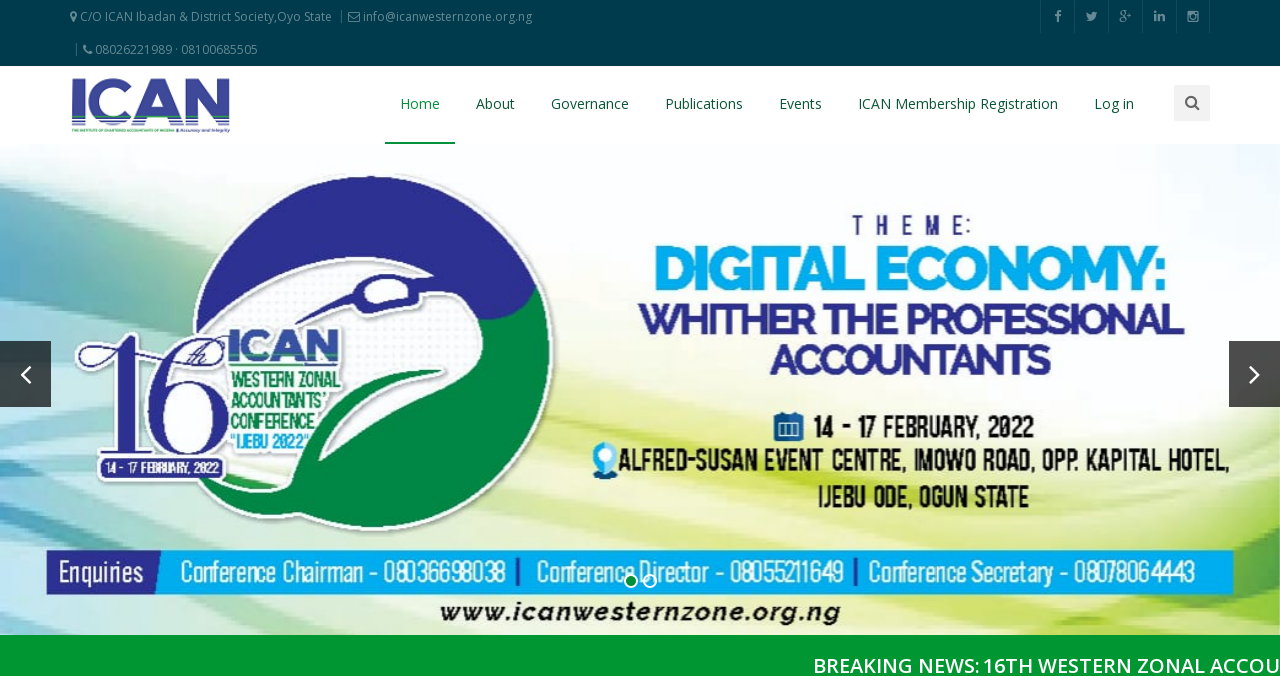 C/O ICAN Ibadan & District Society,Oyo State | info@icanwesternzone.org.ng
| 08026221989 · 08100685505
ICAN
THE INSTITUTE OF CHARTERED ACCOUNTANTS OF NIGERIA & Accuracy and Integrity
Home About Governance Publications Events ICAN Membership Registration Log in
THEME:
DIGITAL ECONOMY:
WHITHER THE PROFESSIONAL
ACCOUNTANTS
16th ICAN
WESTERN ZONAL
ACCOUNTANTS'
CONFERENCE
"IJEBU 2022"
14 - 17 FEBRUARY, 2022
14 - 17 FEBRUARY, 2022
ALFRED-SUSAN EVENT CENTRE, IMOWO ROAD, OPP. KAPITAL HOTEL,
IJEBU ODE, OGUN STATE
Enquiries Conference Chairman - 08036698038 | Conference Director - 08055211649 | Conference Secretary - 08078064443
www.icanwesternzone.org.ng
BREAKING NEWS: 16TH WESTERN ZONAL ACCOU